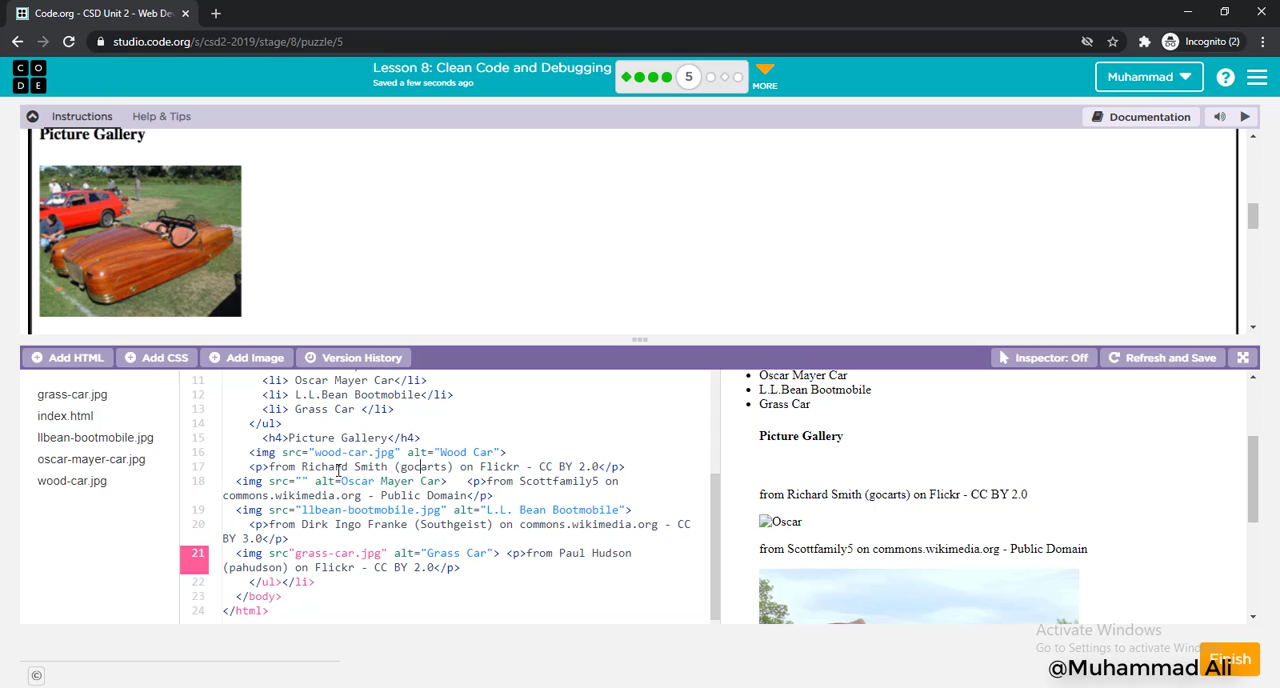 Code.org - CSD Unit 2 - Web De
studio.code.org/s/csd2-2019/stage/8/puzzle/5
Incognito (2)
C O
D E
Lesson 8: Clean Code and Debugging
Saved a few seconds ago
5
MORE
Muhammad
?
Instructions
Help & Tips
Documentation
Picture Gallery
Add HTML
Add CSS
Add Image
Version History
Inspector: Off
Refresh and Save
grass-car.jpg
index.html
llbean-bootmobile.jpg
oscar-mayer-car.jpg
wood-car.jpg
11 <li> Oscar Mayer Car</li>
12 <li> L.L.Bean Bootmobile</li>
13 <li> Grass Car </li>
14 </ul>
15 <h4>Picture Gallery</h4>
16 <img src="wood-car.jpg" alt="Wood Car">
17 <p>from Richard Smith (gocarts) on Flickr - CC BY 2.0</p>
18 <img src="" alt=Oscar Mayer Car> <p>from Scottfamily5 on
commons.wikimedia.org - Public Domain</p>
19 <img src="llbean-bootmobile.jpg" alt="L.L. Bean Bootmobile">
20 <p>from Dirk Ingo Franke (Southgeist) on commons.wikimedia.org - CC
BY 3.0</p>
21 <img src"grass-car.jpg" alt="Grass Car"> <p>from Paul Hudson
(pahudson) on Flickr - CC BY 2.0</p>
22 </ul></li>
23 </body>
24 </html>
Oscar Mayer Car
L.L.Bean Bootmobile
Grass Car
Picture Gallery
from Richard Smith (gocarts) on Flickr - CC BY 2.0
Oscar
from Scottfamily5 on commons.wikimedia.org - Public Domain
Activate Windows
Go to Settings to activate Wind
Finish
@Muhammad Ali
©